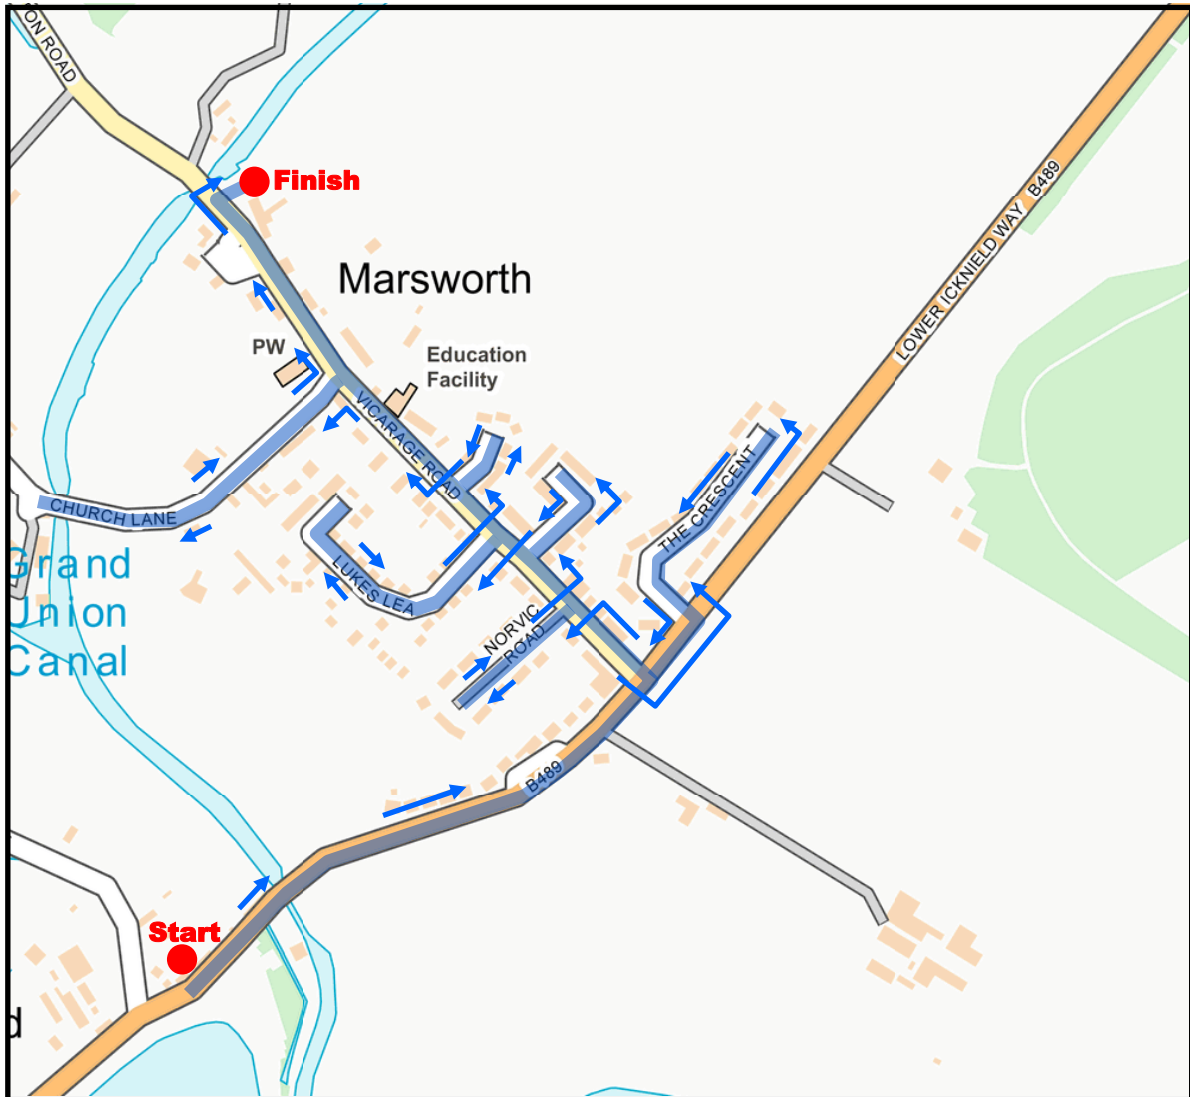 ON ROAD
Finish
LOWER ICKNIELD WAY B489
Marsworth
PW
Education
Facility
VICARAGE ROAD
THE CRESCENT
CHURCH LANE
Grand
Union
Canal
LUKES LEA
NORVIC
ROAD
B489
Start
d